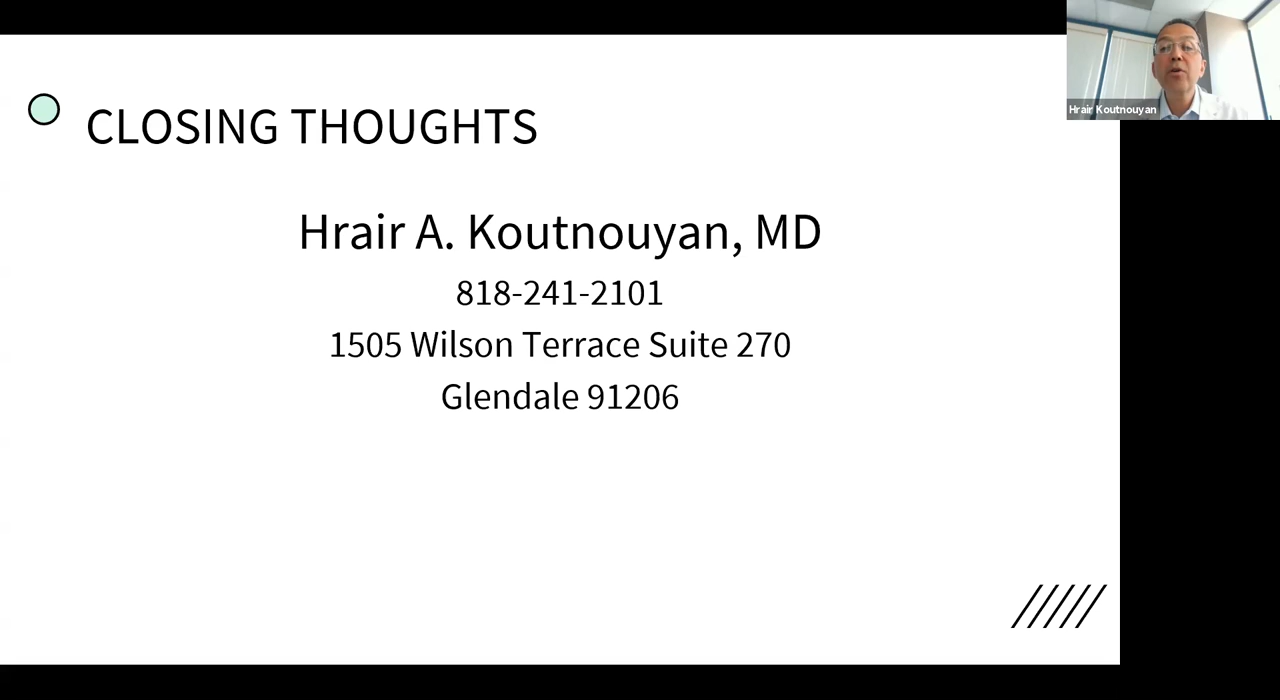 CLOSING THOUGHTS
Hrair A. Koutnouyan, MD
818-241-2101
1505 Wilson Terrace Suite 270
Glendale 91206
Hrair Koutnouyan